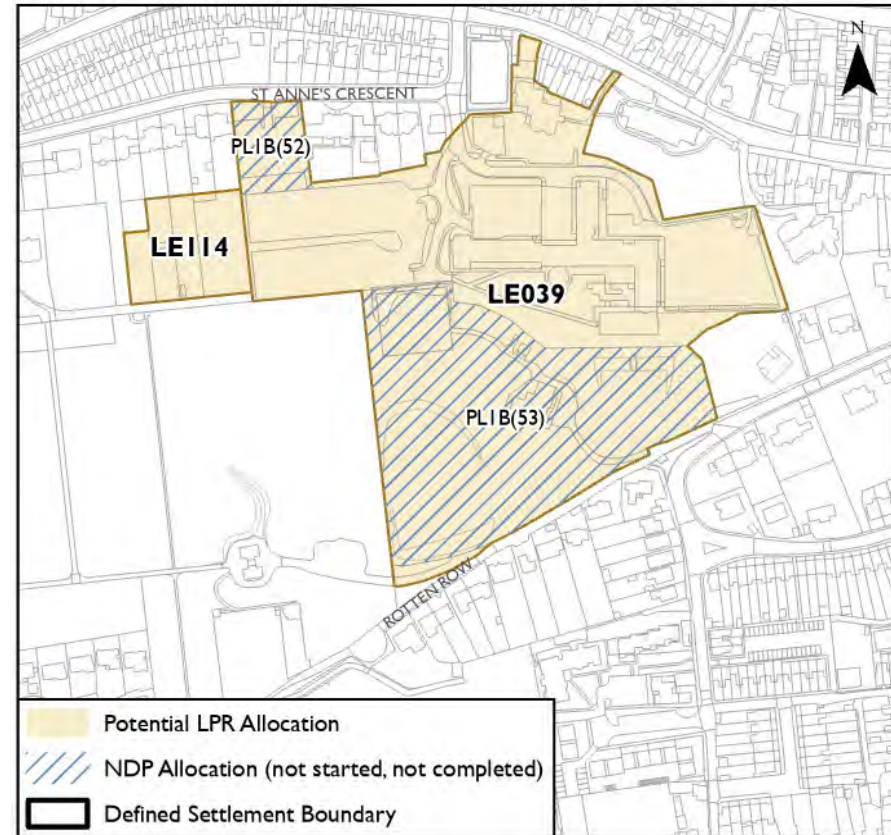 N
ST ANNE'S CRESCENT
PL1B(52)
LE114
LE039
PL1B(53)
ROTTEN ROW
Potential LPR Allocation
NDP Allocation (not started, not completed)
Defined Settlement Boundary